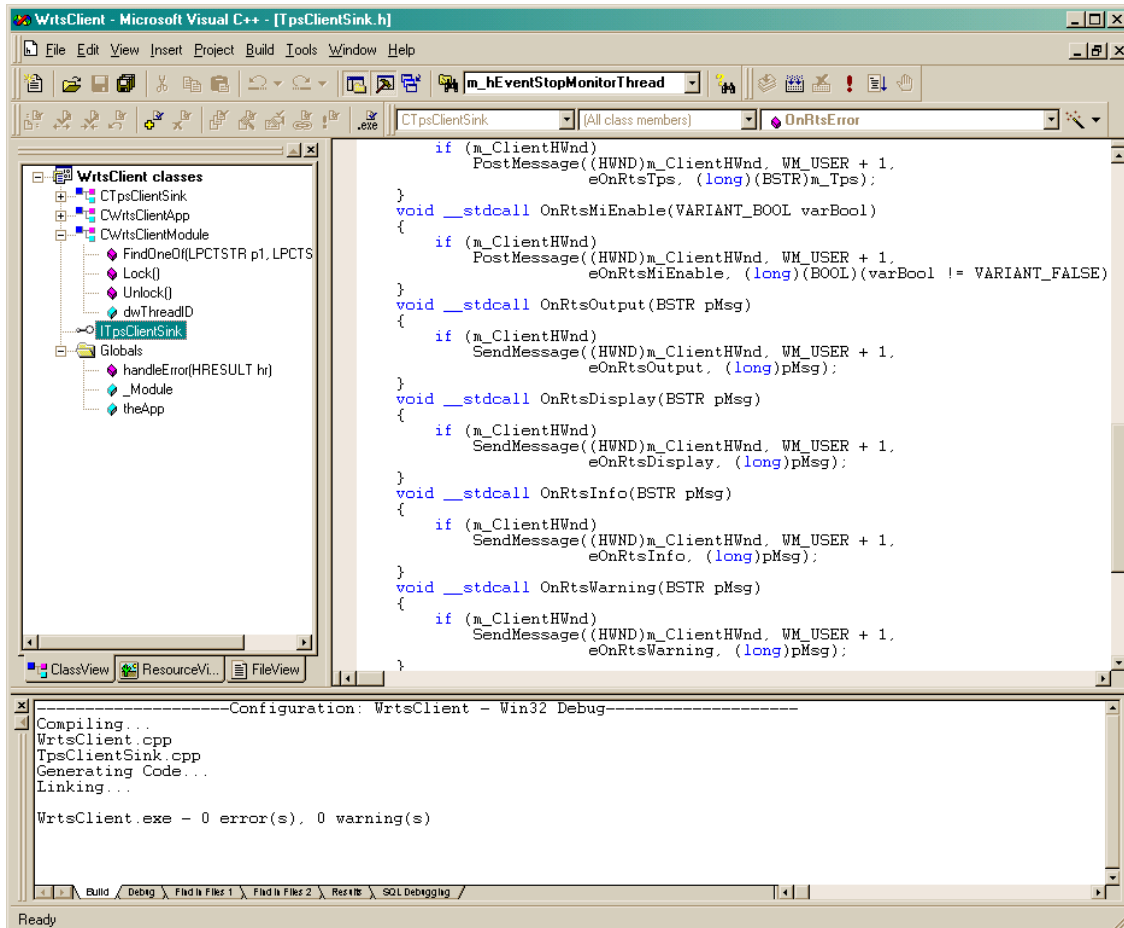 WrtsClient - Microsoft Visual C++ - [TpsClientSink.h]
File Edit View Insert Project Build Tools Window Help
m_hEventStopMonitorThread
.exe CTpsClientSink (All class members) OnRtsError
WrtsClient classes
CTpsClientSink
CWrtsClientApp
CWrtsClientModule
FindOneOf(LPCTSTR p1, LPCTS
Lock()
Unlock()
dwThreadID
ITpsClientSink
Globals
handleError(HRESULT hr)
_Module
theApp
ClassView ResourceVi... FileView
if (m_ClientHWnd)
PostMessage((HWND)m_ClientHWnd, WM_USER + 1,
eOnRtsTps, (long)(BSTR)m_Tps);
}
void __stdcall OnRtsMiEnable(VARIANT_BOOL varBool)
{
if (m_ClientHWnd)
PostMessage((HWND)m_ClientHWnd, WM_USER + 1,
eOnRtsMiEnable, (long)(BOOL)(varBool != VARIANT_FALSE)
}
void __stdcall OnRtsOutput(BSTR pMsg)
{
if (m_ClientHWnd)
SendMessage((HWND)m_ClientHWnd, WM_USER + 1,
eOnRtsOutput, (long)pMsg);
}
void __stdcall OnRtsDisplay(BSTR pMsg)
{
if (m_ClientHWnd)
SendMessage((HWND)m_ClientHWnd, WM_USER + 1,
eOnRtsDisplay, (long)pMsg);
}
void __stdcall OnRtsInfo(BSTR pMsg)
{
if (m_ClientHWnd)
SendMessage((HWND)m_ClientHWnd, WM_USER + 1,
eOnRtsInfo, (long)pMsg);
}
void __stdcall OnRtsWarning(BSTR pMsg)
{
if (m_ClientHWnd)
SendMessage((HWND)m_ClientHWnd, WM_USER + 1,
eOnRtsWarning, (long)pMsg);
}
--------------------Configuration: WrtsClient - Win32 Debug--------------------
Compiling...
WrtsClient.cpp
TpsClientSink.cpp
Generating Code...
Linking...
WrtsClient.exe - 0 error(s), 0 warning(s)
Build Debug Find in Files 1 Find in Files 2 Results SQL Debugging
Ready